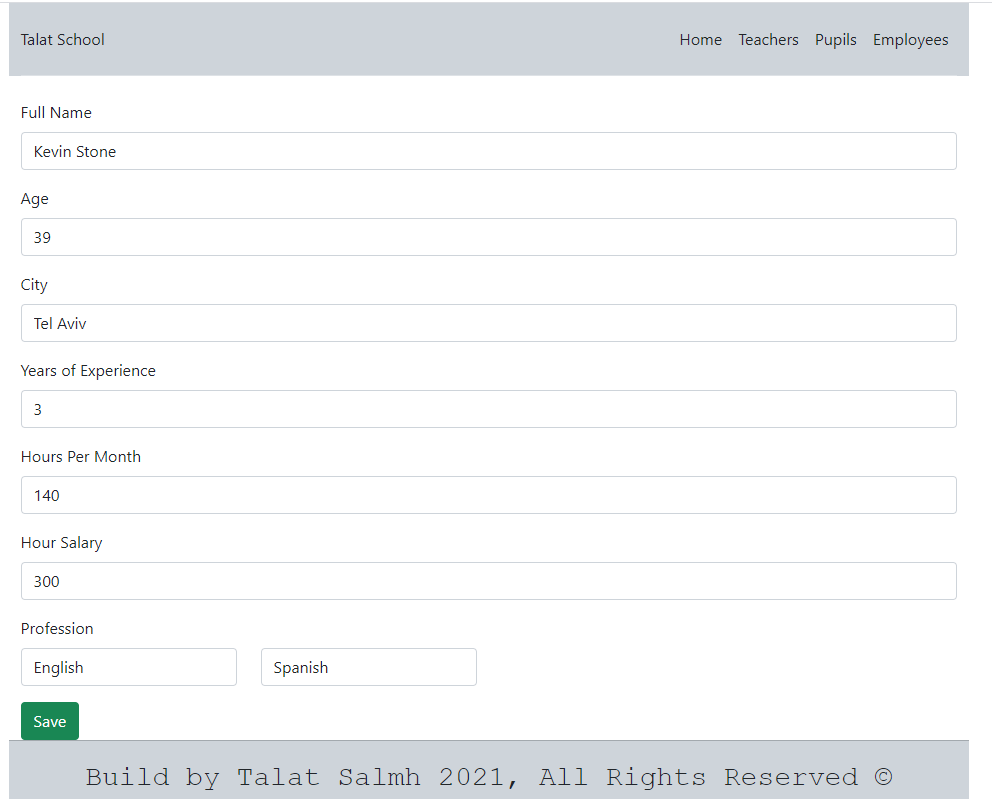 Talat School Home Teachers Pupils Employees
Full Name
Kevin Stone
Age
39
City
Tel Aviv
Years of Experience
3
Hours Per Month
140
Hour Salary
300
Profession
English Spanish
Save
Build by Talat Salmh 2021, All Rights Reserved ©